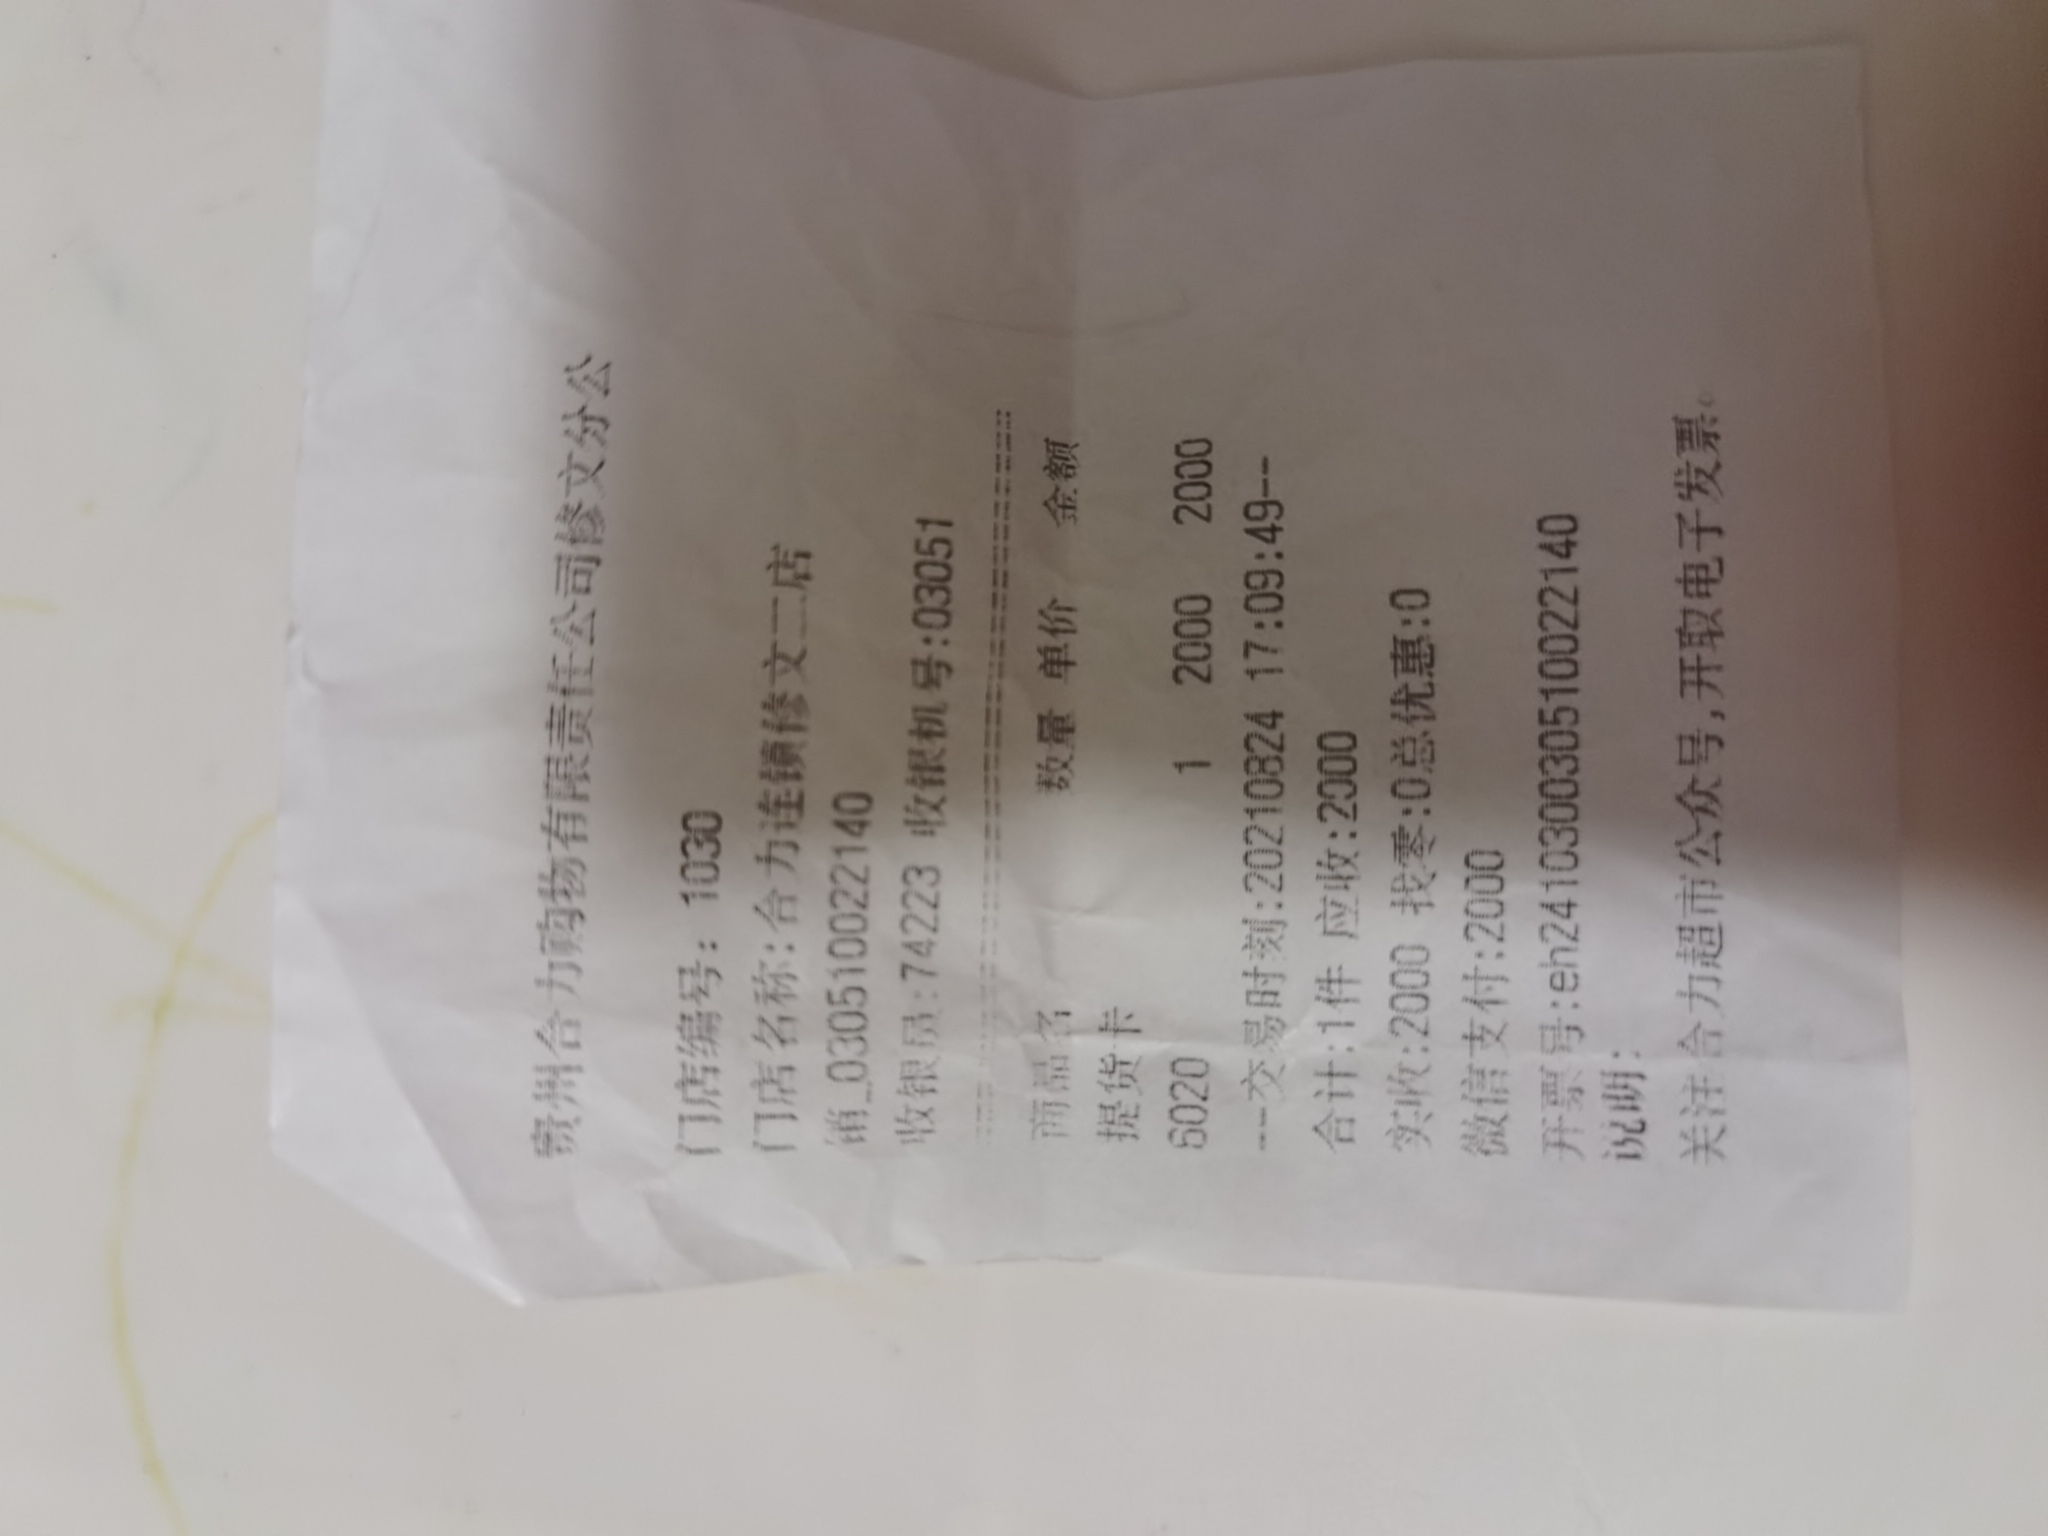 贵州合力购物有限责任公司修文分公
门店编号: 1030
门店名称:合力连锁修文二店
销_030510022140
收银员:74223 收银机号:03051
商品名 数量 单价 金额
提货卡
6020 1 2000 2000
---交易时刻:20210824 17:09:49--
合计:1件 应收:2000
实收:2000 找零:0总优惠:0
微信支付:2000
开票号:eh24103003051002 2140
说明:
关注合力超市公众号,开取电子发票。